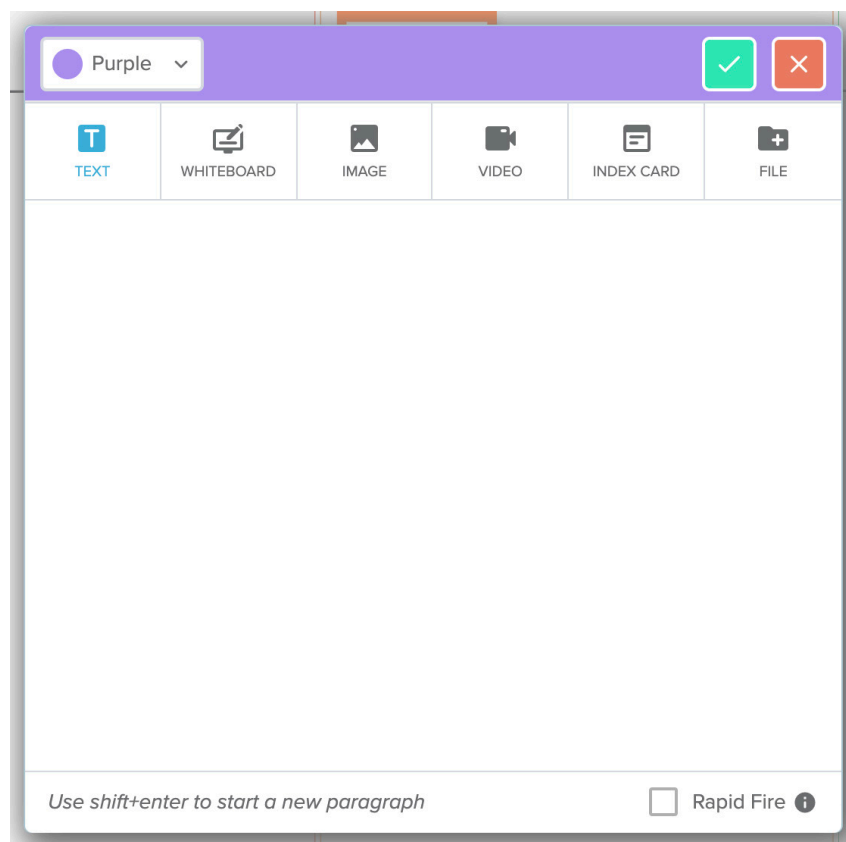 Purple
TEXT
WHITEBOARD
IMAGE
VIDEO
INDEX CARD
FILE
Use shift+enter to start a new paragraph
Rapid Fire